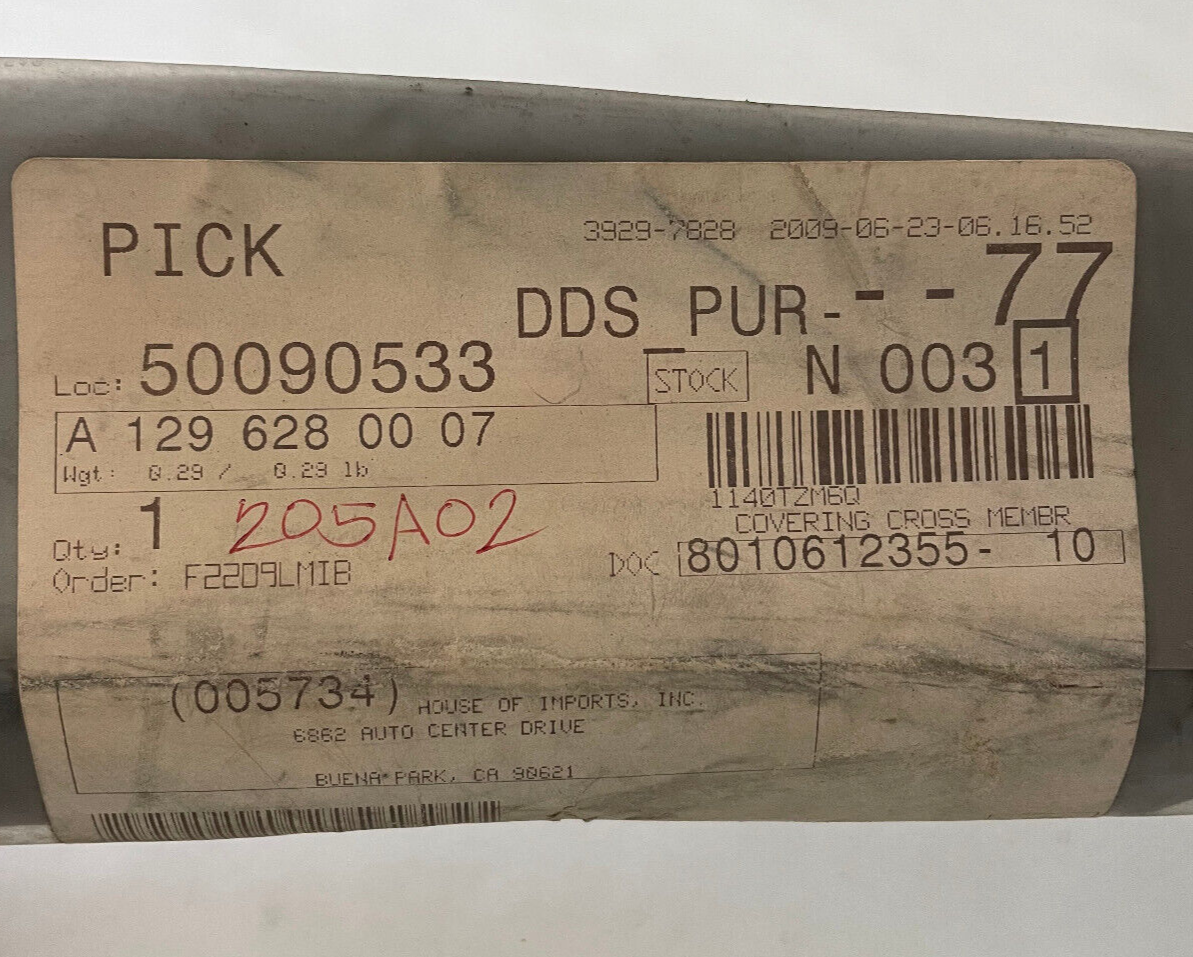 PICK
3929-7828 2009-06-23-06.16.52
DDS PUR- - -77
Loc: 50090533
STOCK
N 003 1
A 129 628 00 07
Wgt: 0.29 / 0.29 lb
1140TZM6Q
COVERING CROSS MEMBR
Qty: 1
205A02
Order: F22D9LMIB
DOC 8010612355- 10
(005734) HOUSE OF IMPORTS, INC.
6862 AUTO CENTER DRIVE
BUENA PARK, CA 90621